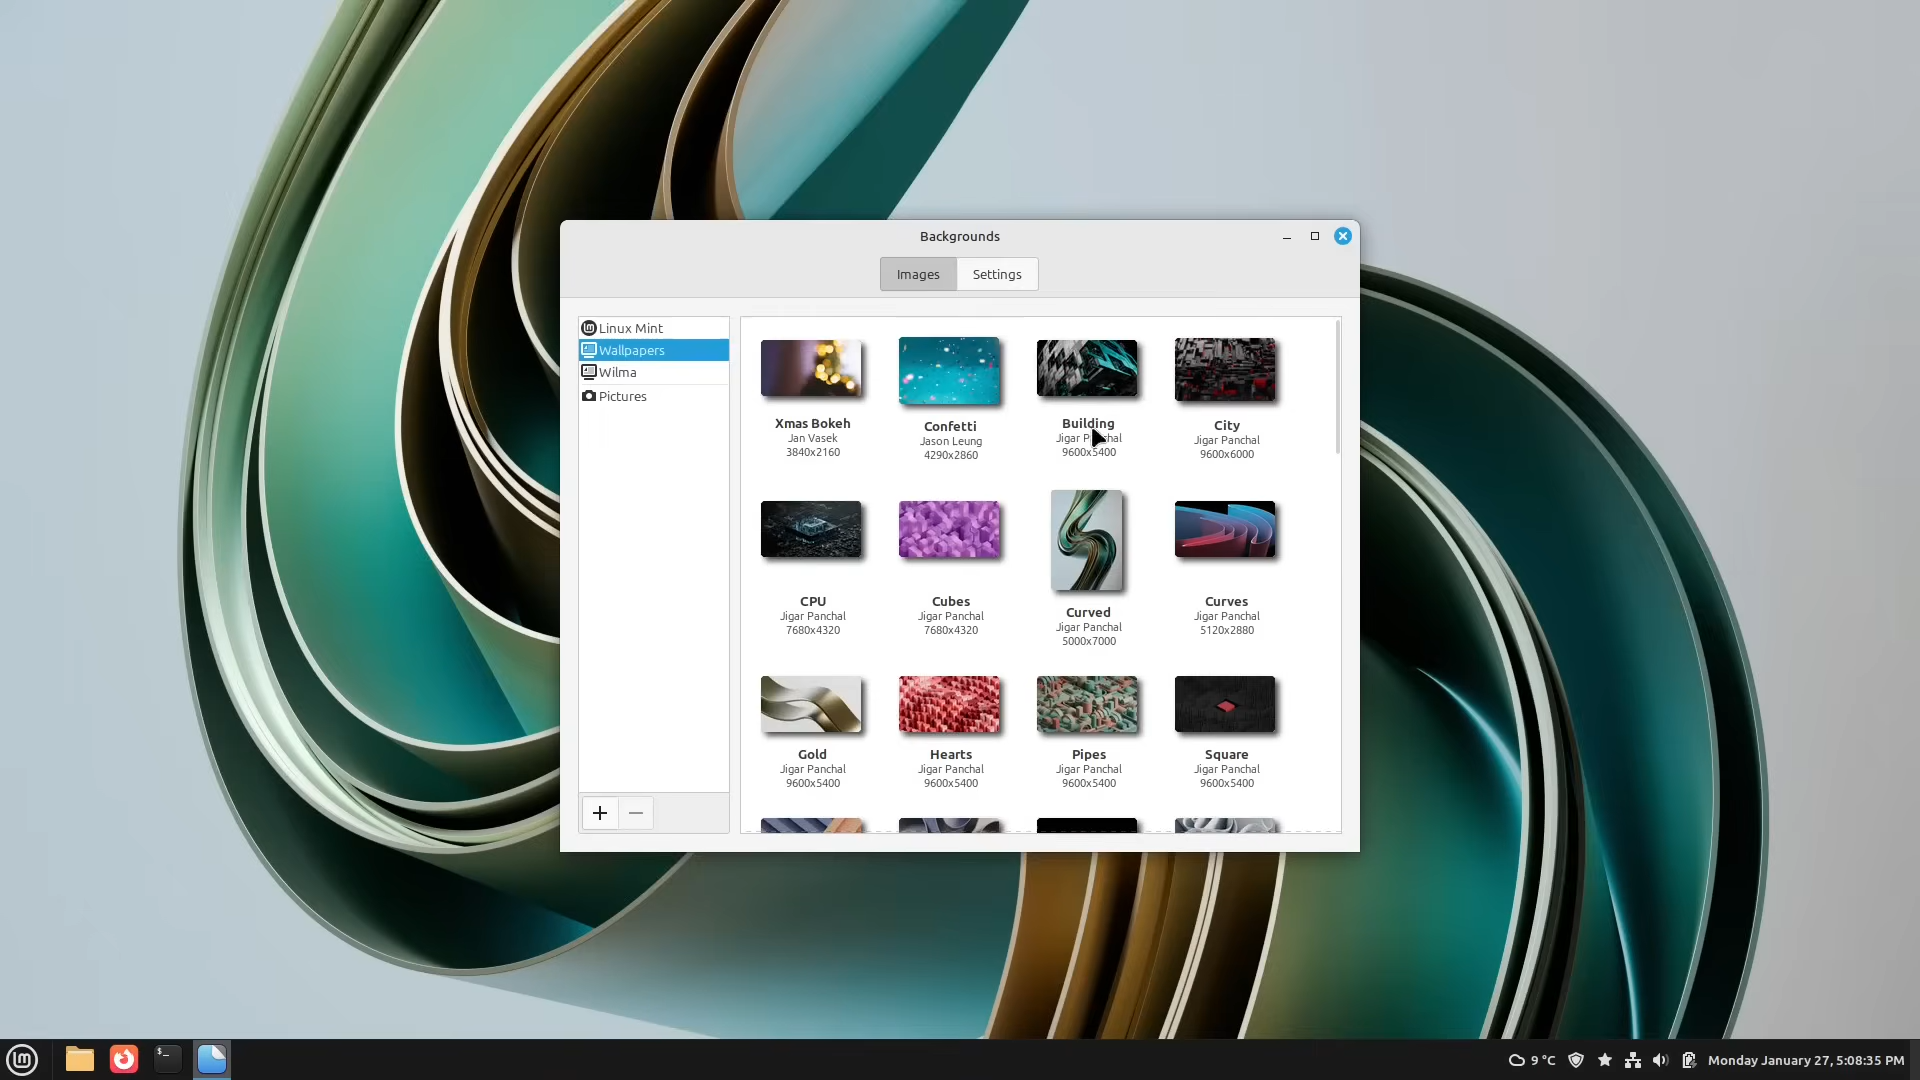 Backgrounds
Images
Settings
Linux Mint
Wallpapers
Wilma
Pictures
Xmas Bokeh
Jan Vasek
3840x2160
Confetti
Jason Leung
4290x2860
Building
Jigar Panchal
9600x5400
City
Jigar Panchal
9600x6000
CPU
Jigar Panchal
7680x4320
Cubes
Jigar Panchal
7680x4320
Curved
Jigar Panchal
5000x7000
Curves
Jigar Panchal
5120x2880
Gold
Jigar Panchal
9600x5400
Hearts
Jigar Panchal
9600x5400
Pipes
Jigar Panchal
9600x5400
Square
Jigar Panchal
9600x5400
9 °C
Monday January 27, 5:08:35 PM